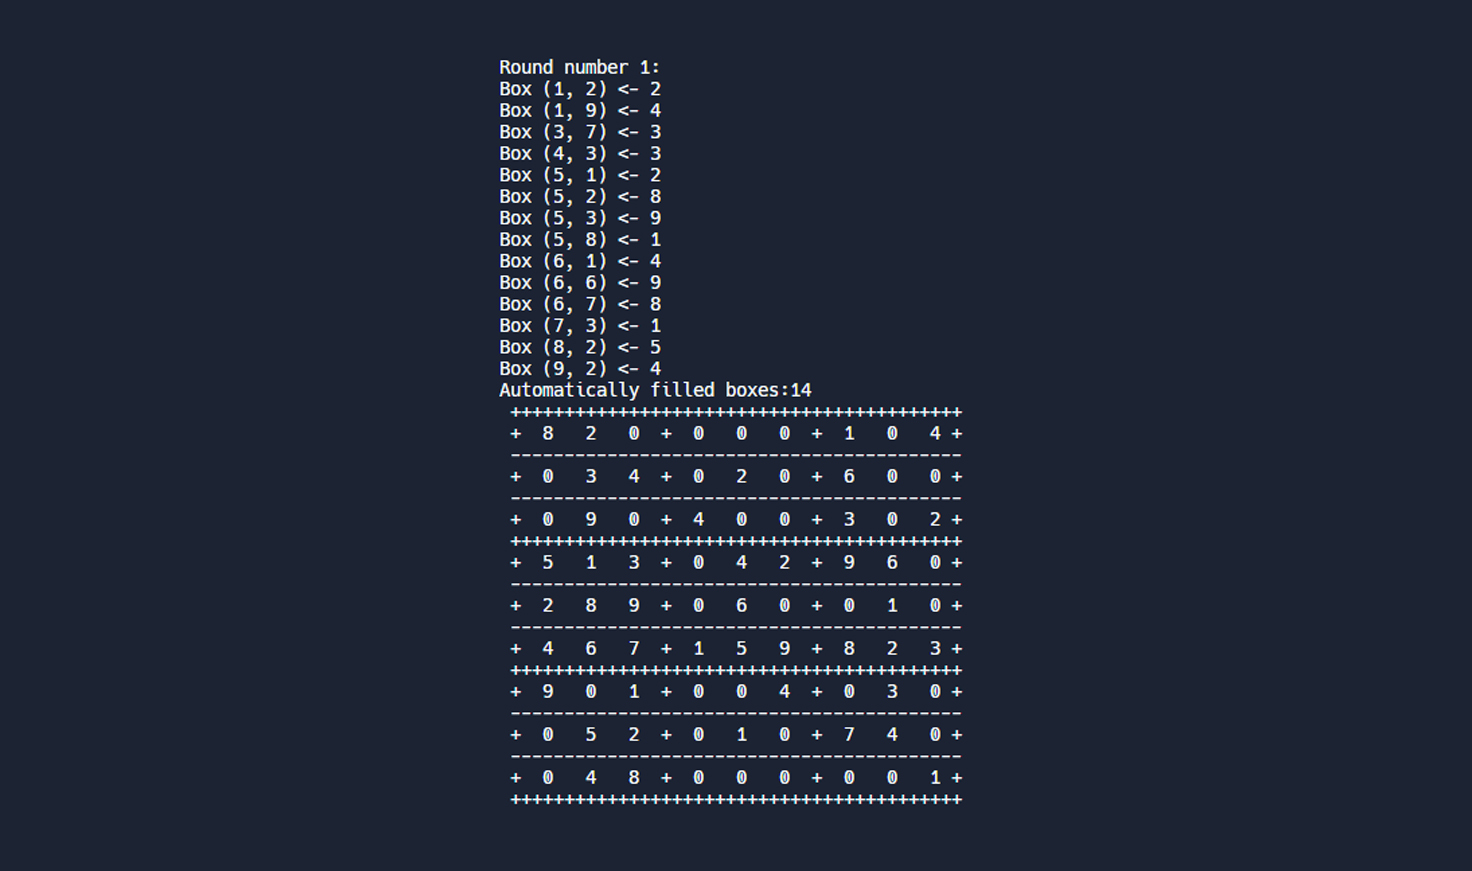 Round number 1:
Box (1, 2) <- 2
Box (1, 9) <- 4
Box (3, 7) <- 3
Box (4, 3) <- 3
Box (5, 1) <- 2
Box (5, 2) <- 8
Box (5, 3) <- 9
Box (5, 8) <- 1
Box (6, 1) <- 4
Box (6, 6) <- 9
Box (6, 7) <- 8
Box (7, 3) <- 1
Box (8, 2) <- 5
Box (9, 2) <- 4
Automatically filled boxes:14
++++++++++++++++++++++++++++++++++++++++++
+  8   2   0  +  0   0   0  +  1   0   4 +
------------------------------------------
+  0   3   4  +  0   2   0  +  6   0   0 +
------------------------------------------
+  0   9   0  +  4   0   0  +  3   0   2 +
++++++++++++++++++++++++++++++++++++++++++
+  5   1   3  +  0   4   2  +  9   6   0 +
------------------------------------------
+  2   8   9  +  0   6   0  +  0   1   0 +
------------------------------------------
+  4   6   7  +  1   5   9  +  8   2   3 +
++++++++++++++++++++++++++++++++++++++++++
+  9   0   1  +  0   0   4  +  0   3   0 +
------------------------------------------
+  0   5   2  +  0   1   0  +  7   4   0 +
------------------------------------------
+  0   4   8  +  0   0   0  +  0   0   1 +
++++++++++++++++++++++++++++++++++++++++++